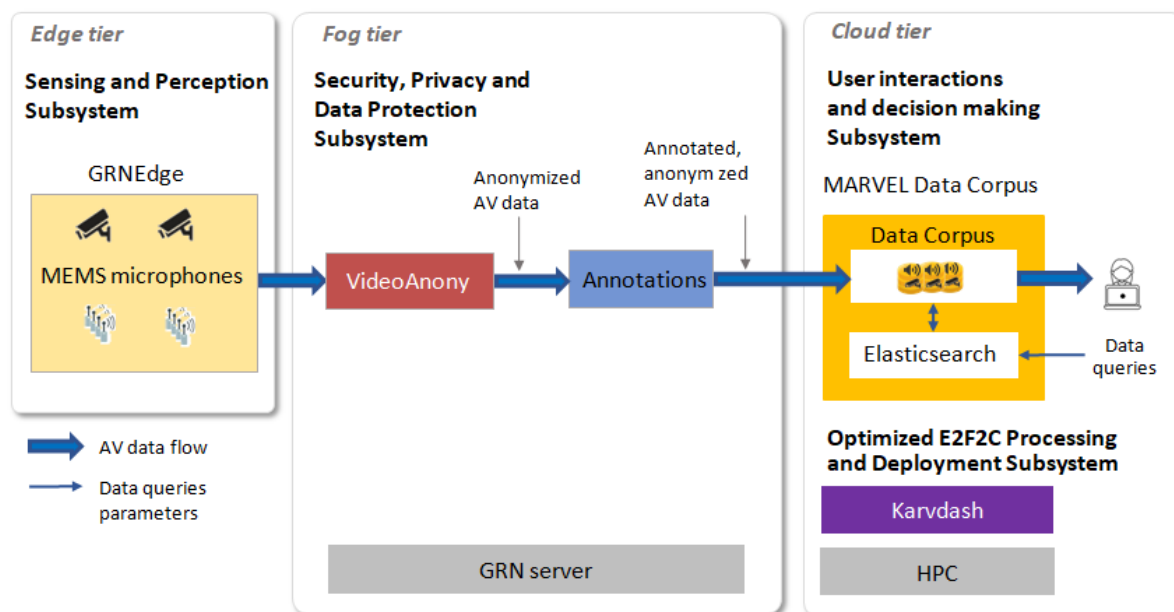 Edge tier
Sensing and Perception
Subsystem
GRNEdge
MEMS microphones
AV data flow
Data queries
parameters
Fog tier
Security, Privacy and
Data Protection
Subsystem
Anonymized
AV data
Annotated,
anonym zed
AV data
VideoAnony
Annotations
GRN server
Cloud tier
User interactions
and decision making
Subsystem
MARVEL Data Corpus
Data Corpus
Elasticsearch
Data
queries
Optimized E2F2C Processing
and Deployment Subsystem
Karvdash
HPC